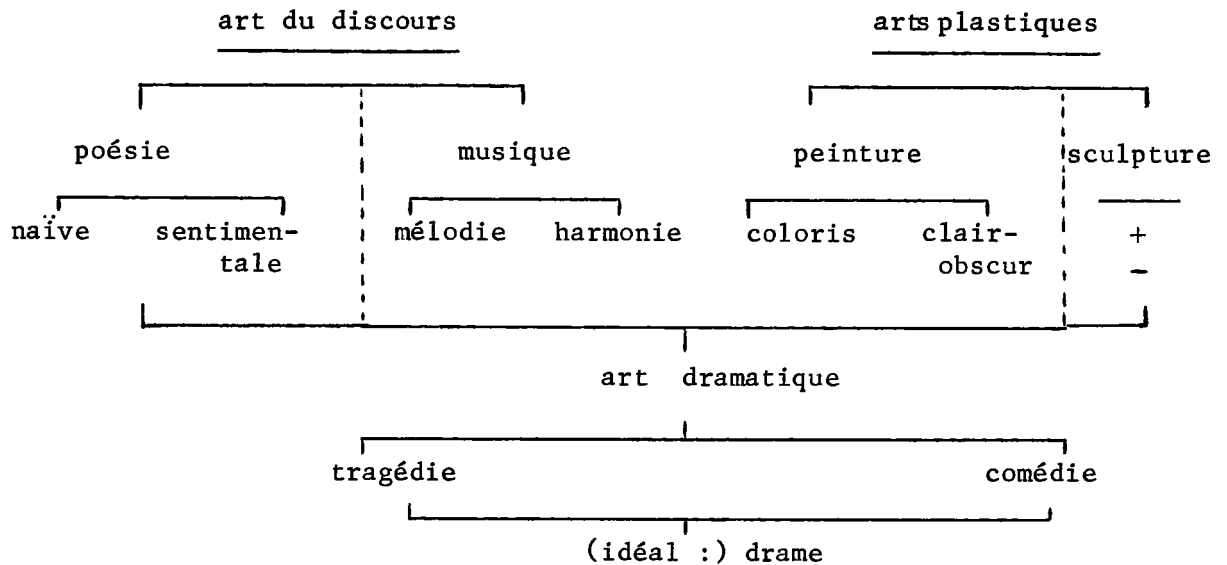 art du discours arts plastiques
poésie musique peinture sculpture
naïve sentimen- mélodie harmonie coloris clair- +
tale obscur -
art dramatique
tragédie comédie
(idéal :) drame